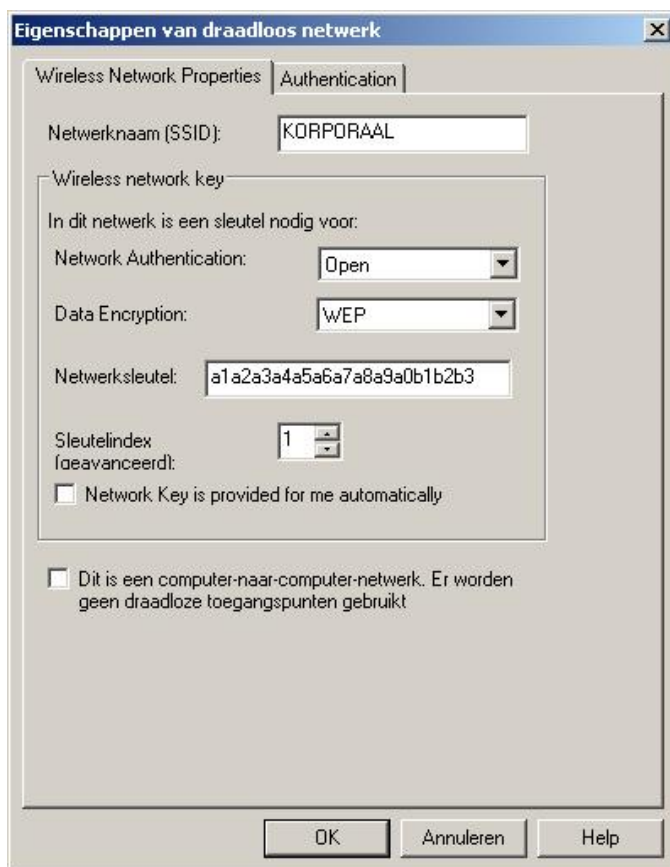 Eigenschappen van draadloos netwerk
Wireless Network Properties
Authentication
Netwerknaam (SSID):
KORPORAAL
Wireless network key
In dit netwerk is een sleutel nodig voor:
Network Authentication:
Open
Data Encryption:
WEP
Netwerksleutel:
a1a2a3a4a5a6a7a8a9a0b1b2b3
Sleutelindex
(geavanceerd):
1
Network Key is provided for me automatically
Dit is een computer-naar-computer-netwerk. Er worden
geen draadloze toegangspunten gebruikt
OK
Annuleren
Help